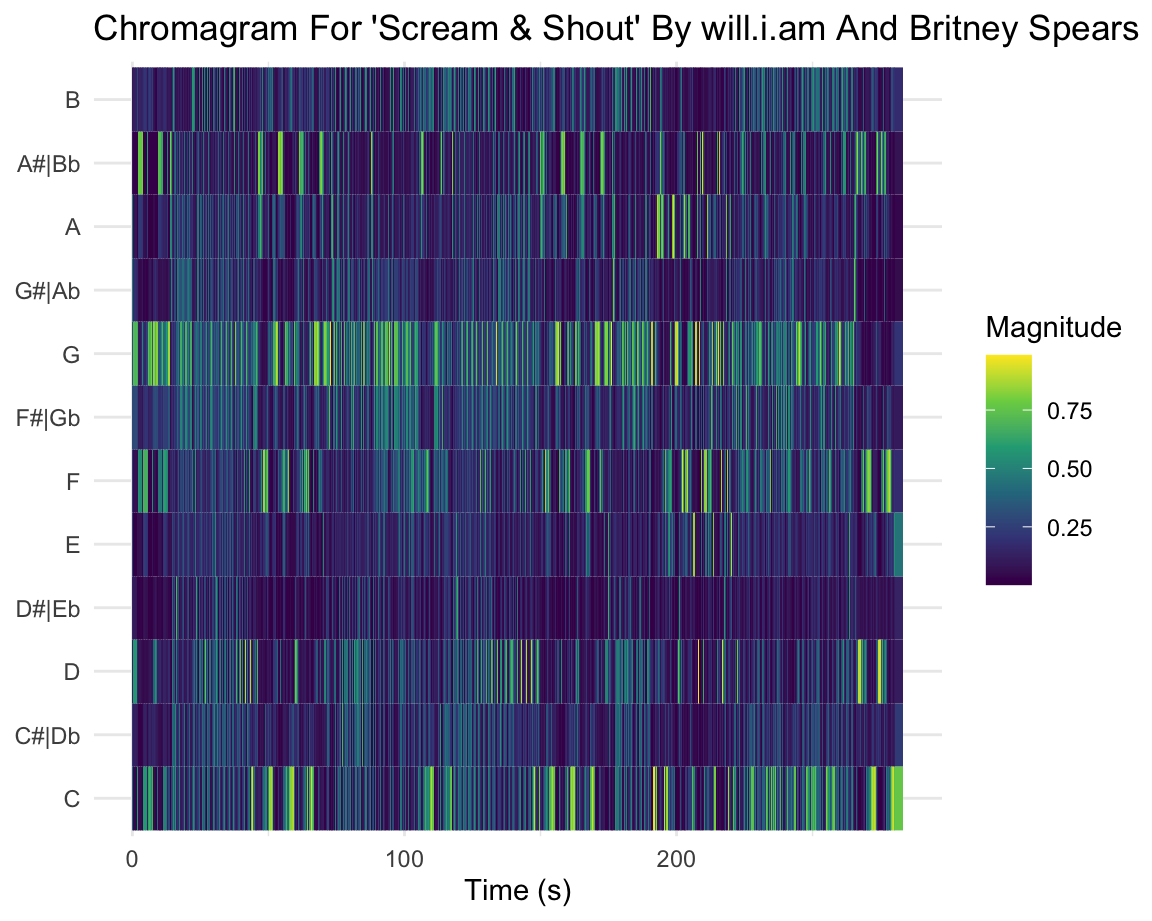 Chromagram For 'Scream & Shout' By will.i.am And Britney Spears
B
A#|Bb
A
G#|Ab
G
F#|Gb
F
E
D#|Eb
D
C#|Db
C
0 100 200
Time (s)
Magnitude
0.75
0.50
0.25